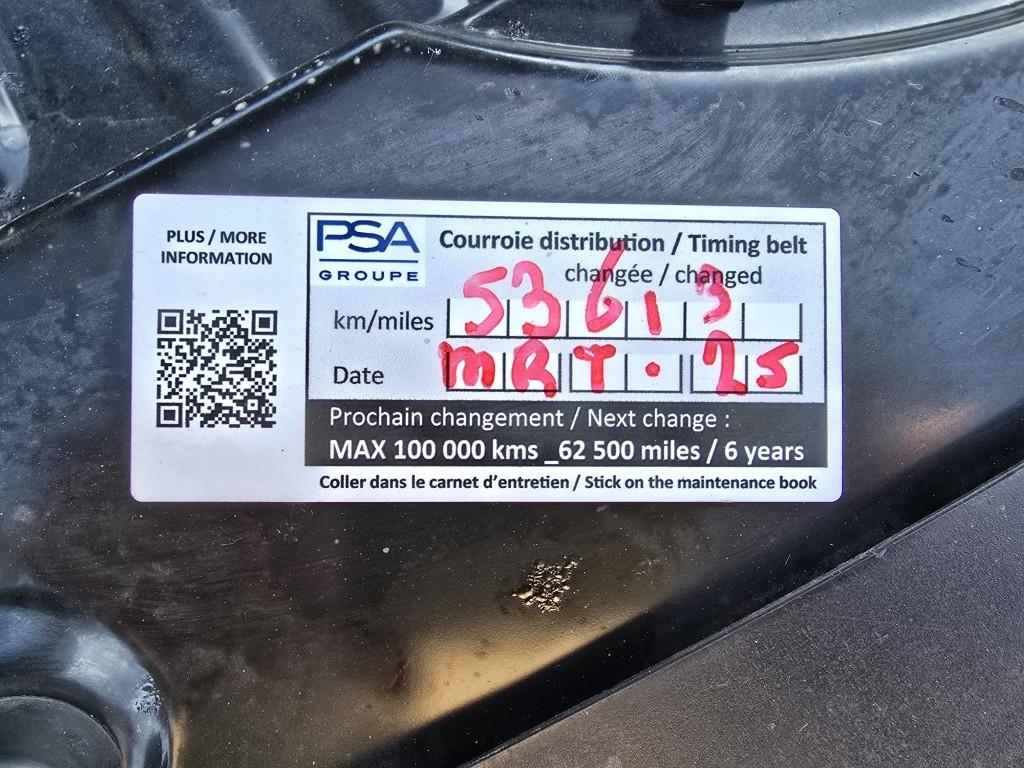 PLUS / MORE
INFORMATION
PSA
GROUPE
Courroie distribution / Timing belt
changée / changed
km/miles 53613
Date MRT. 25
Prochain changement / Next change :
MAX 100 000 kms _62 500 miles / 6 years
Coller dans le carnet d'entretien / Stick on the maintenance book